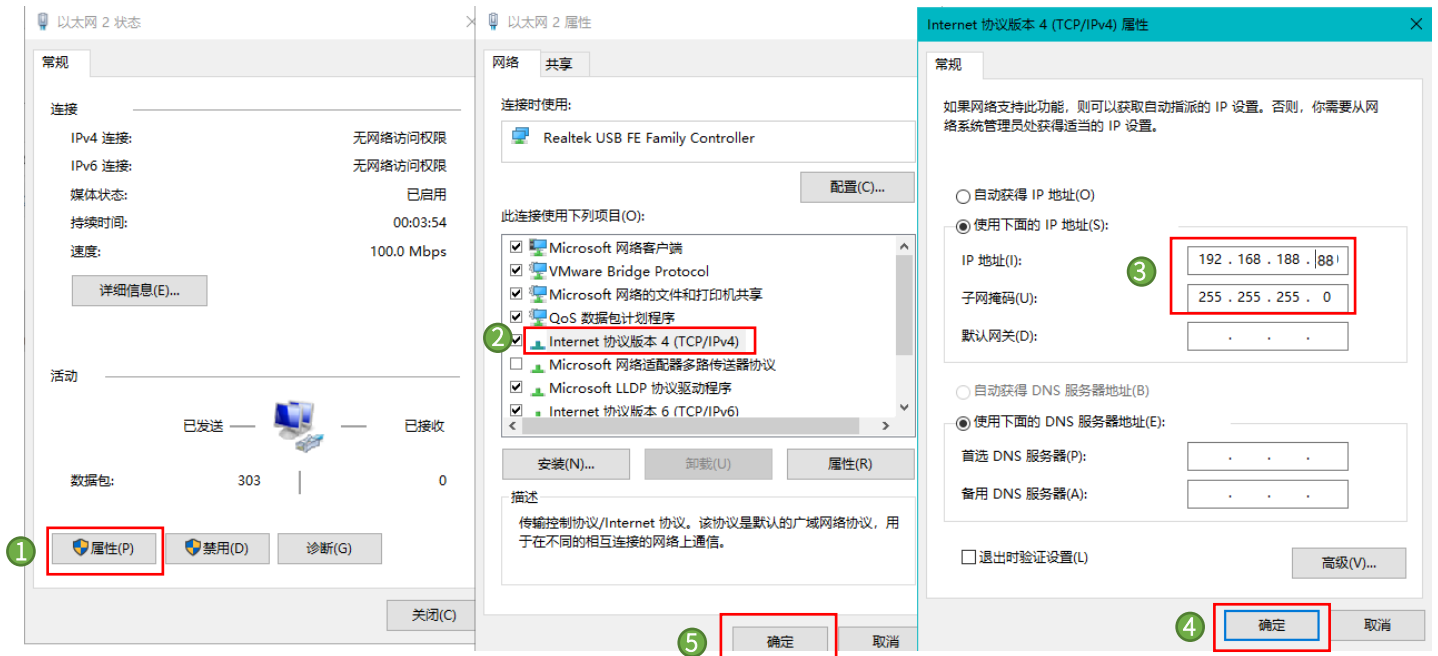 以太网 2 状态
常规
连接
IPv4 连接: 无网络访问权限
IPv6 连接: 无网络访问权限
媒体状态: 已启用
持续时间: 00:03:54
速度: 100.0 Mbps
详细信息(E)...
活动
已发送 — — 已接收
数据包: 303 0
1
属性(P) 禁用(D) 诊断(G)
关闭(C)
以太网 2 属性
网络 共享
连接时使用:
Realtek USB FE Family Controller
配置(C)...
此连接使用下列项目(O):
Microsoft 网络客户端
VMware Bridge Protocol
Microsoft 网络的文件和打印机共享
QoS 数据包计划程序
2
Internet 协议版本 4 (TCP/IPv4)
Microsoft 网络适配器多路传送器协议
Microsoft LLDP 协议驱动程序
Internet 协议版本 6 (TCP/IPv6)
安装(N)... 卸载(U) 属性(R)
描述
传输控制协议/Internet 协议。该协议是默认的广域网络协议，用
于在不同的相互连接的网络上通信。
5
确定 取消
Internet 协议版本 4 (TCP/IPv4) 属性
常规
如果网络支持此功能，则可以获取自动指派的 IP 设置。否则，你需要从网
络系统管理员处获得适当的 IP 设置。
自动获得 IP 地址(O)
使用下面的 IP 地址(S):
IP 地址(I): 192 . 168 . 188 . 88
3
子网掩码(U): 255 . 255 . 255 . 0
默认网关(D): . . .
自动获得 DNS 服务器地址(B)
使用下面的 DNS 服务器地址(E):
首选 DNS 服务器(P): . . .
备用 DNS 服务器(A): . . .
退出时验证设置(L)
高级(V)...
4
确定 取消